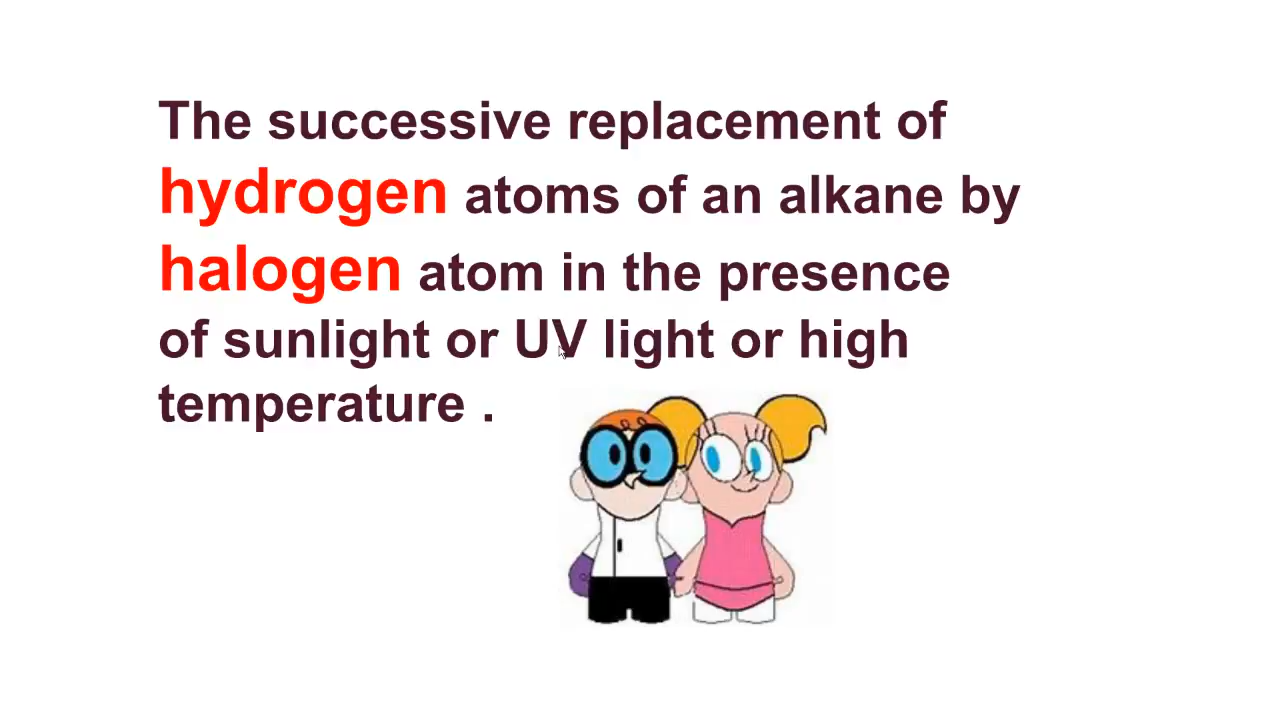 The successive replacement of
hydrogen atoms of an alkane by
halogen atom in the presence
of sunlight or UV light or high
temperature .